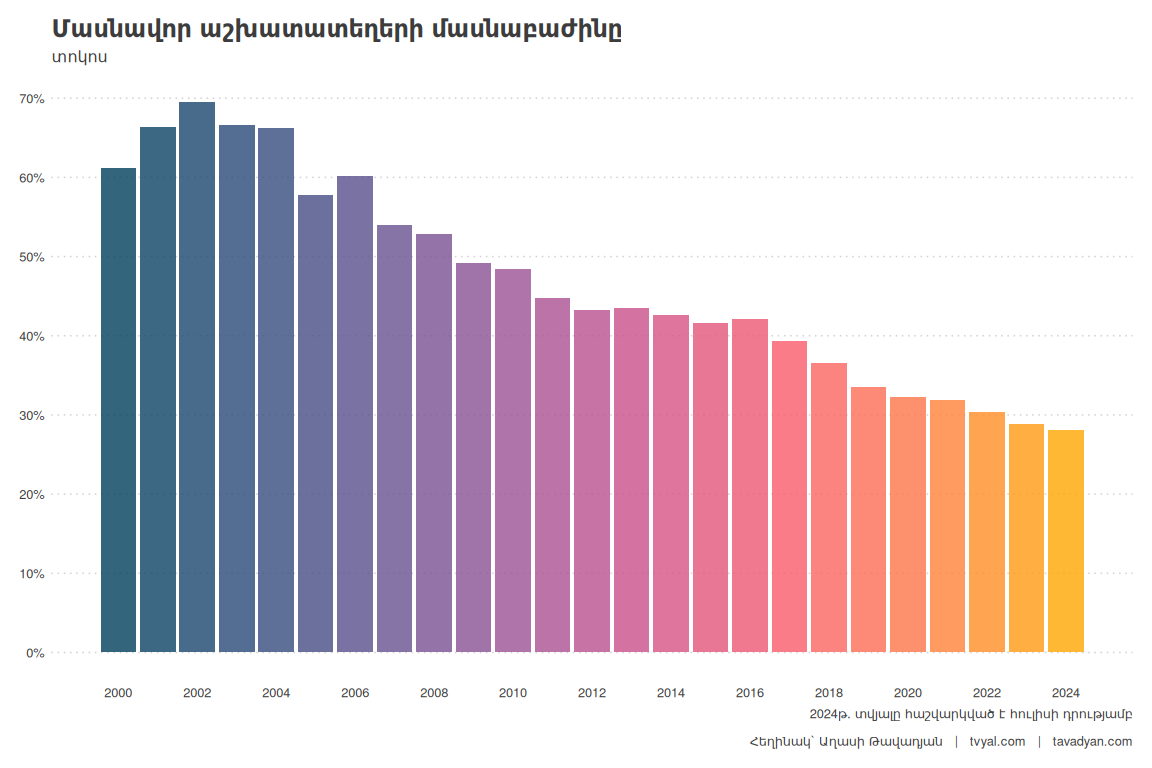 Մասնավոր աշխատատեղերի մասնաբաժինը
տոկոս
70%
60%
50%
40%
30%
20%
10%
0%
2000 2002 2004 2006 2008 2010 2012 2014 2016 2018 2020 2022 2024
2024թ. տվյալը հաշվարկված է հուլիսի դրությամբ
Հեղինակ՝ Աղասի Թավադյան | tvyal.com | tavadyan.com